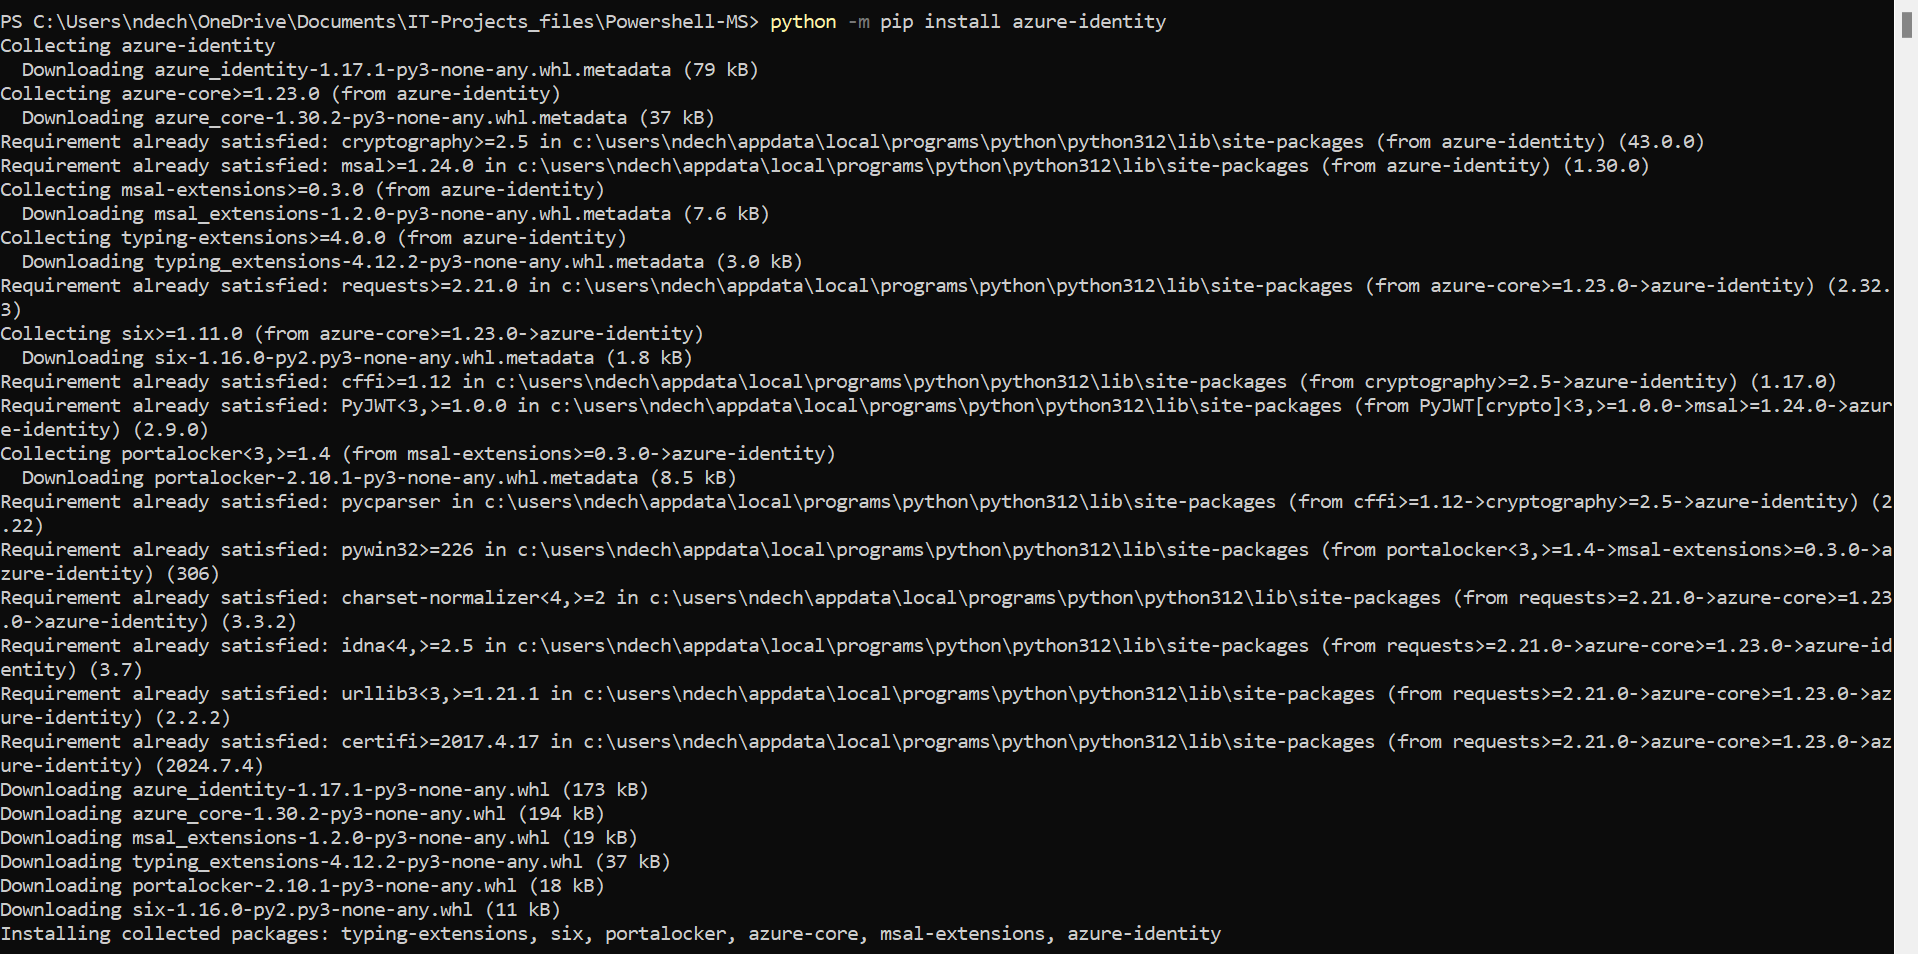 PS C:\Users\ndech\OneDrive\Documents\IT-Projects_files\Powershell-MS> python -m pip install azure-identity
Collecting azure-identity
  Downloading azure_identity-1.17.1-py3-none-any.whl.metadata (79 kB)
Collecting azure-core>=1.23.0 (from azure-identity)
  Downloading azure_core-1.30.2-py3-none-any.whl.metadata (37 kB)
Requirement already satisfied: cryptography>=2.5 in c:\users\ndech\appdata\local\programs\python\python312\lib\site-packages (from azure-identity) (43.0.0)
Requirement already satisfied: msal>=1.24.0 in c:\users\ndech\appdata\local\programs\python\python312\lib\site-packages (from azure-identity) (1.30.0)
Collecting msal-extensions>=0.3.0 (from azure-identity)
  Downloading msal_extensions-1.2.0-py3-none-any.whl.metadata (7.6 kB)
Collecting typing-extensions>=4.0.0 (from azure-identity)
  Downloading typing_extensions-4.12.2-py3-none-any.whl.metadata (3.0 kB)
Requirement already satisfied: requests>=2.21.0 in c:\users\ndech\appdata\local\programs\python\python312\lib\site-packages (from azure-core>=1.23.0->azure-identity) (2.32.
3)
Collecting six>=1.11.0 (from azure-core>=1.23.0->azure-identity)
  Downloading six-1.16.0-py2.py3-none-any.whl.metadata (1.8 kB)
Requirement already satisfied: cffi>=1.12 in c:\users\ndech\appdata\local\programs\python\python312\lib\site-packages (from cryptography>=2.5->azure-identity) (1.17.0)
Requirement already satisfied: PyJWT<3,>=1.0.0 in c:\users\ndech\appdata\local\programs\python\python312\lib\site-packages (from PyJWT[crypto]<3,>=1.0.0->msal>=1.24.0->azur
e-identity) (2.9.0)
Collecting portalocker<3,>=1.4 (from msal-extensions>=0.3.0->azure-identity)
  Downloading portalocker-2.10.1-py3-none-any.whl.metadata (8.5 kB)
Requirement already satisfied: pycparser in c:\users\ndech\appdata\local\programs\python\python312\lib\site-packages (from cffi>=1.12->cryptography>=2.5->azure-identity) (2
.22)
Requirement already satisfied: pywin32>=226 in c:\users\ndech\appdata\local\programs\python\python312\lib\site-packages (from portalocker<3,>=1.4->msal-extensions>=0.3.0->a
zure-identity) (306)
Requirement already satisfied: charset-normalizer<4,>=2 in c:\users\ndech\appdata\local\programs\python\python312\lib\site-packages (from requests>=2.21.0->azure-core>=1.23
.0->azure-identity) (3.3.2)
Requirement already satisfied: idna<4,>=2.5 in c:\users\ndech\appdata\local\programs\python\python312\lib\site-packages (from requests>=2.21.0->azure-core>=1.23.0->azure-id
entity) (3.7)
Requirement already satisfied: urllib3<3,>=1.21.1 in c:\users\ndech\appdata\local\programs\python\python312\lib\site-packages (from requests>=2.21.0->azure-core>=1.23.0->az
ure-identity) (2.2.2)
Requirement already satisfied: certifi>=2017.4.17 in c:\users\ndech\appdata\local\programs\python\python312\lib\site-packages (from requests>=2.21.0->azure-core>=1.23.0->az
ure-identity) (2024.7.4)
Downloading azure_identity-1.17.1-py3-none-any.whl (173 kB)
Downloading azure_core-1.30.2-py3-none-any.whl (194 kB)
Downloading msal_extensions-1.2.0-py3-none-any.whl (19 kB)
Downloading typing_extensions-4.12.2-py3-none-any.whl (37 kB)
Downloading portalocker-2.10.1-py3-none-any.whl (18 kB)
Downloading six-1.16.0-py2.py3-none-any.whl (11 kB)
Installing collected packages: typing-extensions, six, portalocker, azure-core, msal-extensions, azure-identity